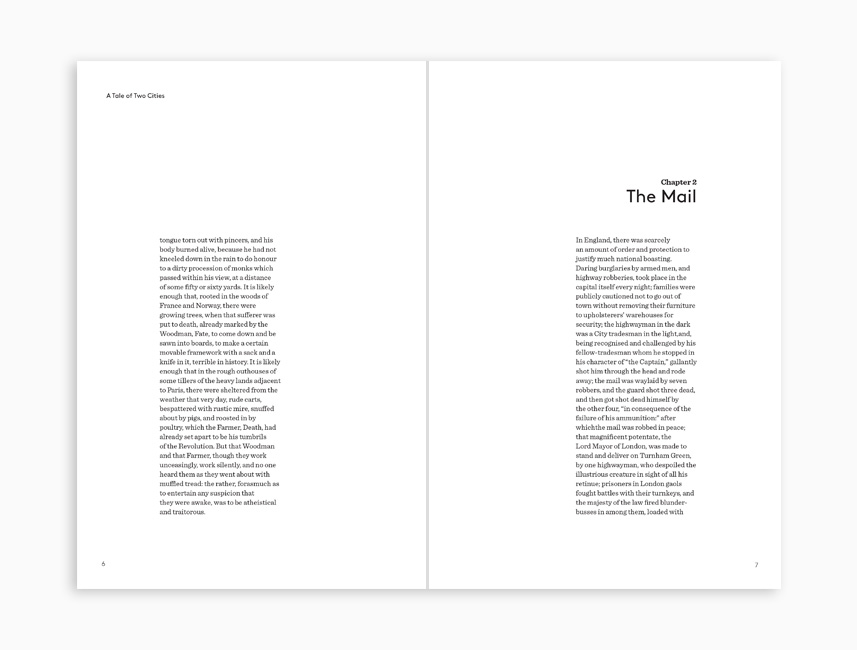 A Tale of Two Cities
tongue torn out with pincers, and his
body burned alive, because he had not
kneeled down in the rain to do honour
to a dirty procession of monks which
passed within his view, at a distance
of some fifty or sixty yards. It is likely
enough that, rooted in the woods of
France and Norway, there were
growing trees, when that sufferer was
put to death, already marked by the
Woodman, Fate, to come down and be
sawn into boards, to make a certain
movable framework with a sack and a
knife in it, terrible in history. It is likely
enough that in the rough outhouses of
some tillers of the heavy lands adjacent
to Paris, there were sheltered from the
weather that very day, rude carts,
bespattered with rustic mire, snuffed
about by pigs, and roosted in by
poultry, which the Farmer, Death, had
already set apart to be his tumbrils
of the Revolution. But that Woodman
and that Farmer, though they work
unceasingly, work silently, and no one
heard them as they went about with
muffled tread: the rather, forasmuch as
to entertain any suspicion that
they were awake, was to be atheistical
and traitorous.
6
Chapter 2
The Mail
In England, there was scarcely
an amount of order and protection to
justify much national boasting.
Daring burglaries by armed men, and
highway robberies, took place in the
capital itself every night; families were
publicly cautioned not to go out of
town without removing their furniture
to upholsterers' warehouses for
security; the highwayman in the dark
was a City tradesman in the light,and,
being recognised and challenged by his
fellow-tradesman whom he stopped in
his character of "the Captain," gallantly
shot him through the head and rode
away; the mail was waylaid by seven
robbers, and the guard shot three dead,
and then got shot dead himself by
the other four, "in consequence of the
failure of his ammunition:" after
whichthe mail was robbed in peace;
that magnificent potentate, the
Lord Mayor of London, was made to
stand and deliver on Turnham Green,
by one highwayman, who despoiled the
illustrious creature in sight of all his
retinue; prisoners in London gaols
fought battles with their turnkeys, and
the majesty of the law fired blunder-
busses in among them, loaded with
7